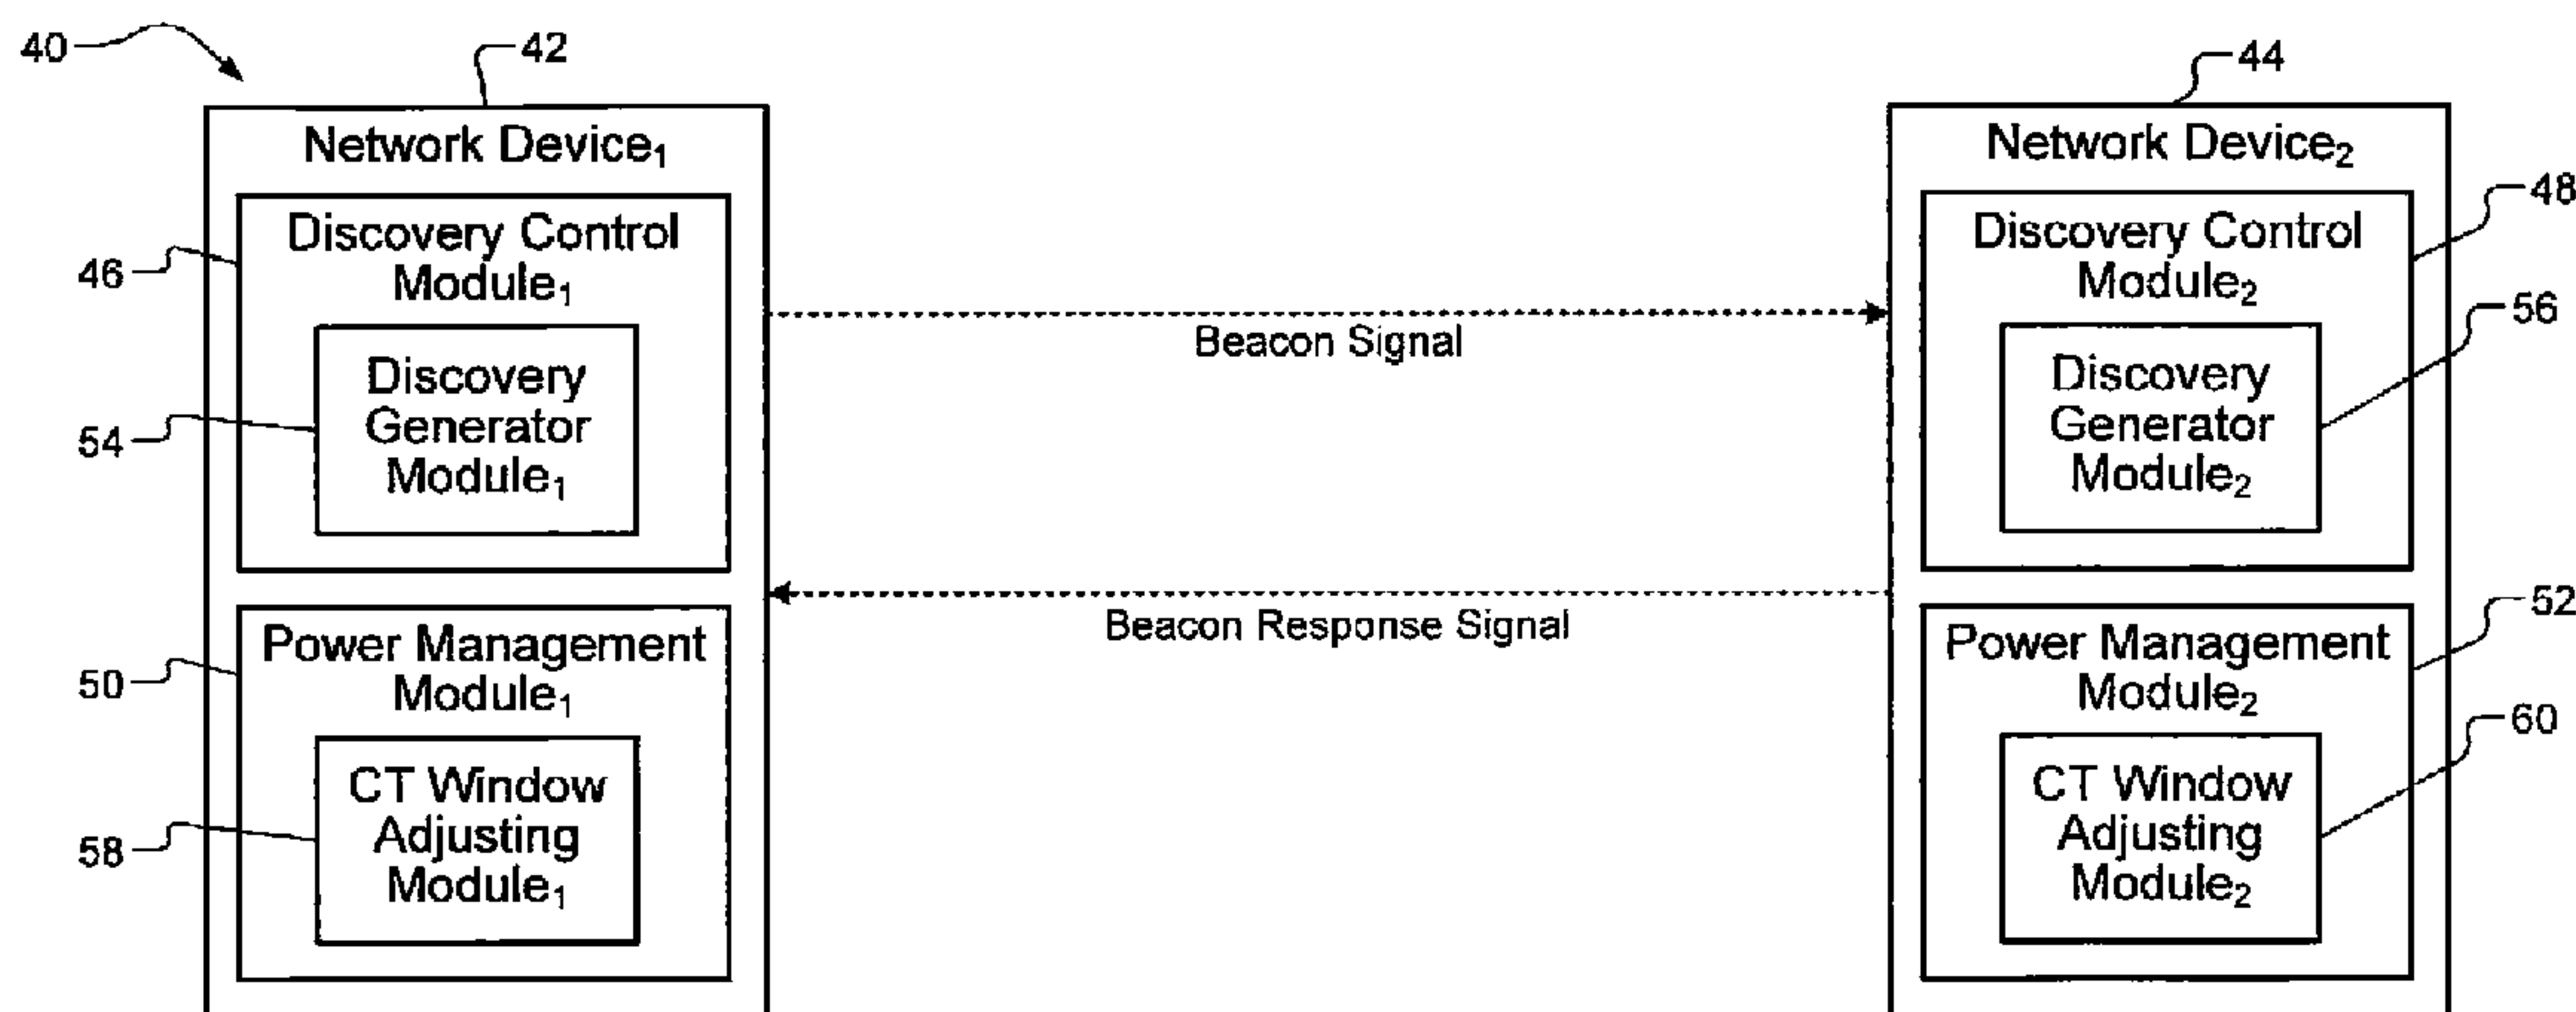 40
42
44
Network Device₁
Network Device₂
48
Discovery Control
Module₁
Discovery Control
Module₂
46
56
Beacon Signal
Discovery
Generator
Module₁
Discovery
Generator
Module₂
54
52
Beacon Response Signal
Power Management
Module₁
Power Management
Module₂
50
60
CT Window
Adjusting
Module₁
CT Window
Adjusting
Module₂
58